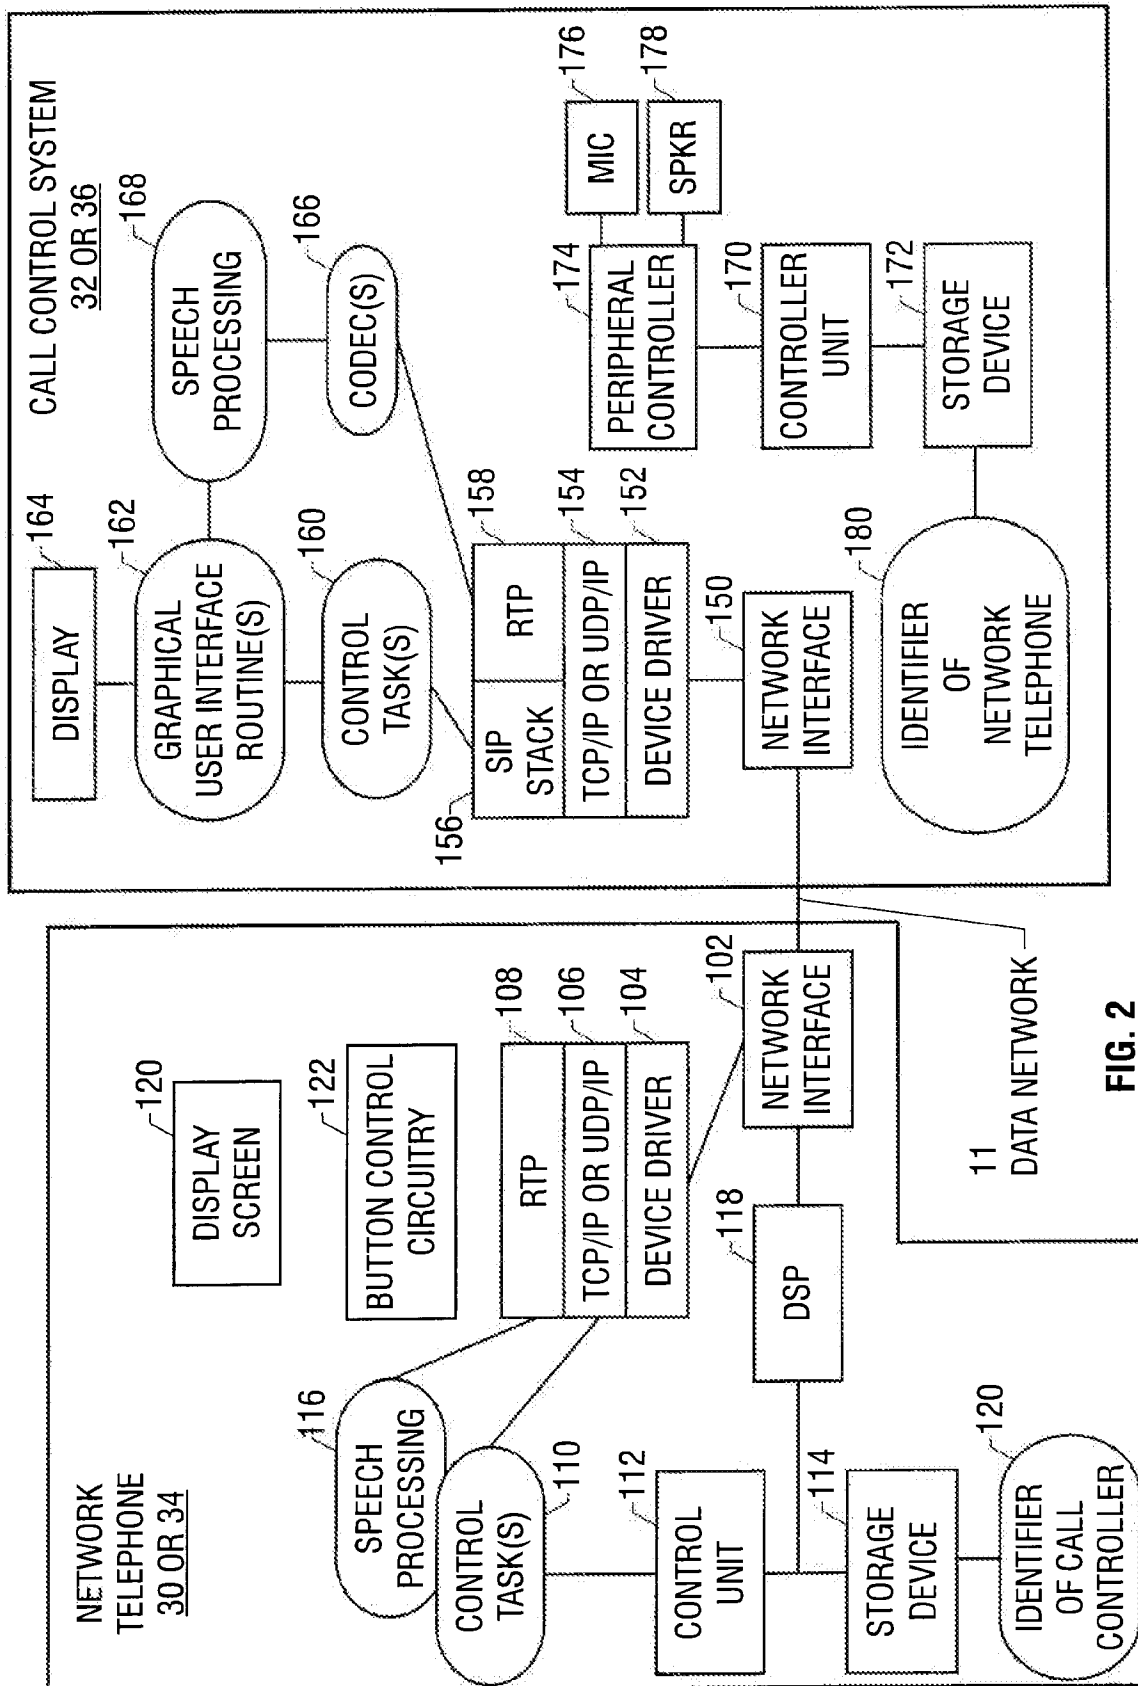 NETWORK
TELEPHONE
30 OR 34
120
DISPLAY
SCREEN
122
BUTTON CONTROL
CIRCUITRY
116
SPEECH
PROCESSING
CONTROL
TASK(S)
110
RTP
108
TCP/IP OR UDP/IP
106
DEVICE DRIVER
104
112
CONTROL
UNIT
118
DSP
102
NETWORK
INTERFACE
114
STORAGE
DEVICE
120
IDENTIFIER
OF CALL
CONTROLLER
11
DATA NETWORK
CALL CONTROL SYSTEM
32 OR 36
164
DISPLAY
162
GRAPHICAL
USER INTERFACE
ROUTINE(S)
168
SPEECH
PROCESSING
160
CONTROL
TASK(S)
166
CODEC(S)
156
SIP
STACK
RTP
158
TCP/IP OR UDP/IP
154
DEVICE DRIVER
152
150
NETWORK
INTERFACE
174
PERIPHERAL
CONTROLLER
MIC
176
SPKR
178
170
CONTROLLER
UNIT
172
STORAGE
DEVICE
180
IDENTIFIER
OF
NETWORK
TELEPHONE
FIG. 2